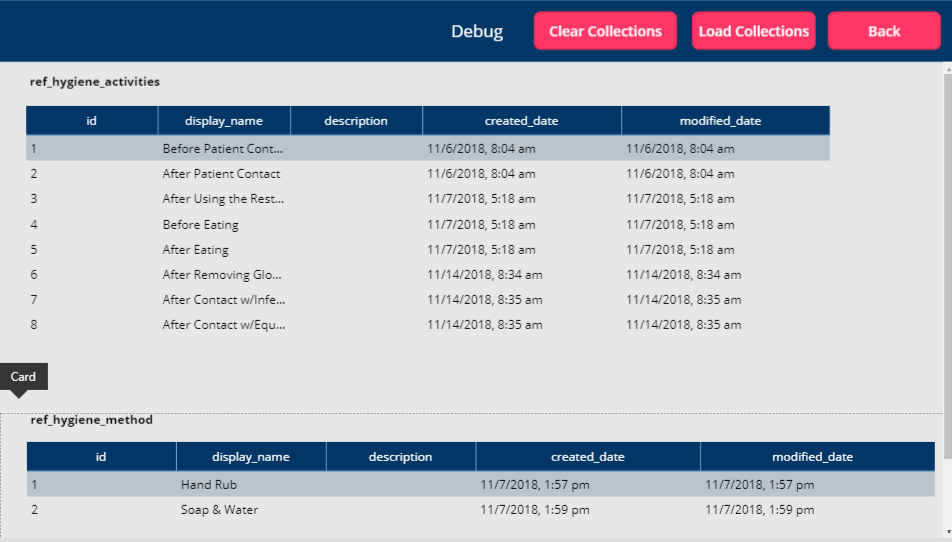 Debug Clear Collections Load Collections Back
ref_hygiene_activities
id display_name description created_date modified_date
1 Before Patient Cont... 11/6/2018, 8:04 am 11/6/2018, 8:04 am
2 After Patient Contact 11/6/2018, 8:04 am 11/6/2018, 8:04 am
3 After Using the Rest... 11/7/2018, 5:18 am 11/7/2018, 5:18 am
4 Before Eating 11/7/2018, 5:18 am 11/7/2018, 5:18 am
5 After Eating 11/7/2018, 5:18 am 11/7/2018, 5:18 am
6 After Removing Glo... 11/14/2018, 8:34 am 11/14/2018, 8:34 am
7 After Contact w/Infe... 11/14/2018, 8:35 am 11/14/2018, 8:35 am
8 After Contact w/Equ... 11/14/2018, 8:35 am 11/14/2018, 8:35 am
Card
ref_hygiene_method
id display_name description created_date modified_date
1 Hand Rub 11/7/2018, 1:57 pm 11/7/2018, 1:57 pm
2 Soap & Water 11/7/2018, 1:59 pm 11/7/2018, 1:59 pm